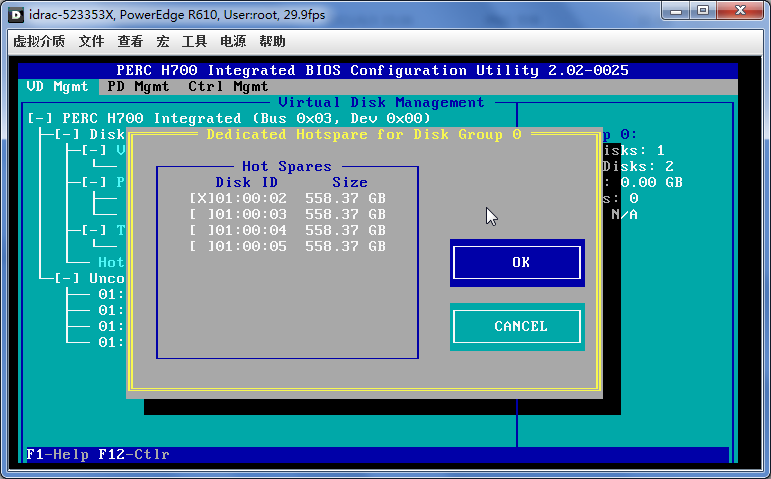 idrac-523353X, PowerEdge R610, User:root, 29.9fps
虚拟介质 文件 查看 宏 工具 电源 帮助
PERC H700 Integrated BIOS Configuration Utility 2.02-0025
VD Mgmt PD Mgmt Ctrl Mgmt
Virtual Disk Management
[-] PERC H700 Integrated (Bus 0x03, Dev 0x00)
[-] Disk
p 0:
Dedicated Hotspare for Disk Group 0
[-] V
isks: 1
Disks: 2
[-] P
: 0.00 GB
s: 0
N/A
[-] T
Hot
[-] Unco
01:
01:
01:
01:
Hot Spares
Disk ID Size
[X]01:00:02 558.37 GB
[ ]01:00:03 558.37 GB
[ ]01:00:04 558.37 GB
[ ]01:00:05 558.37 GB
OK
CANCEL
F1-Help F12-Ctlr